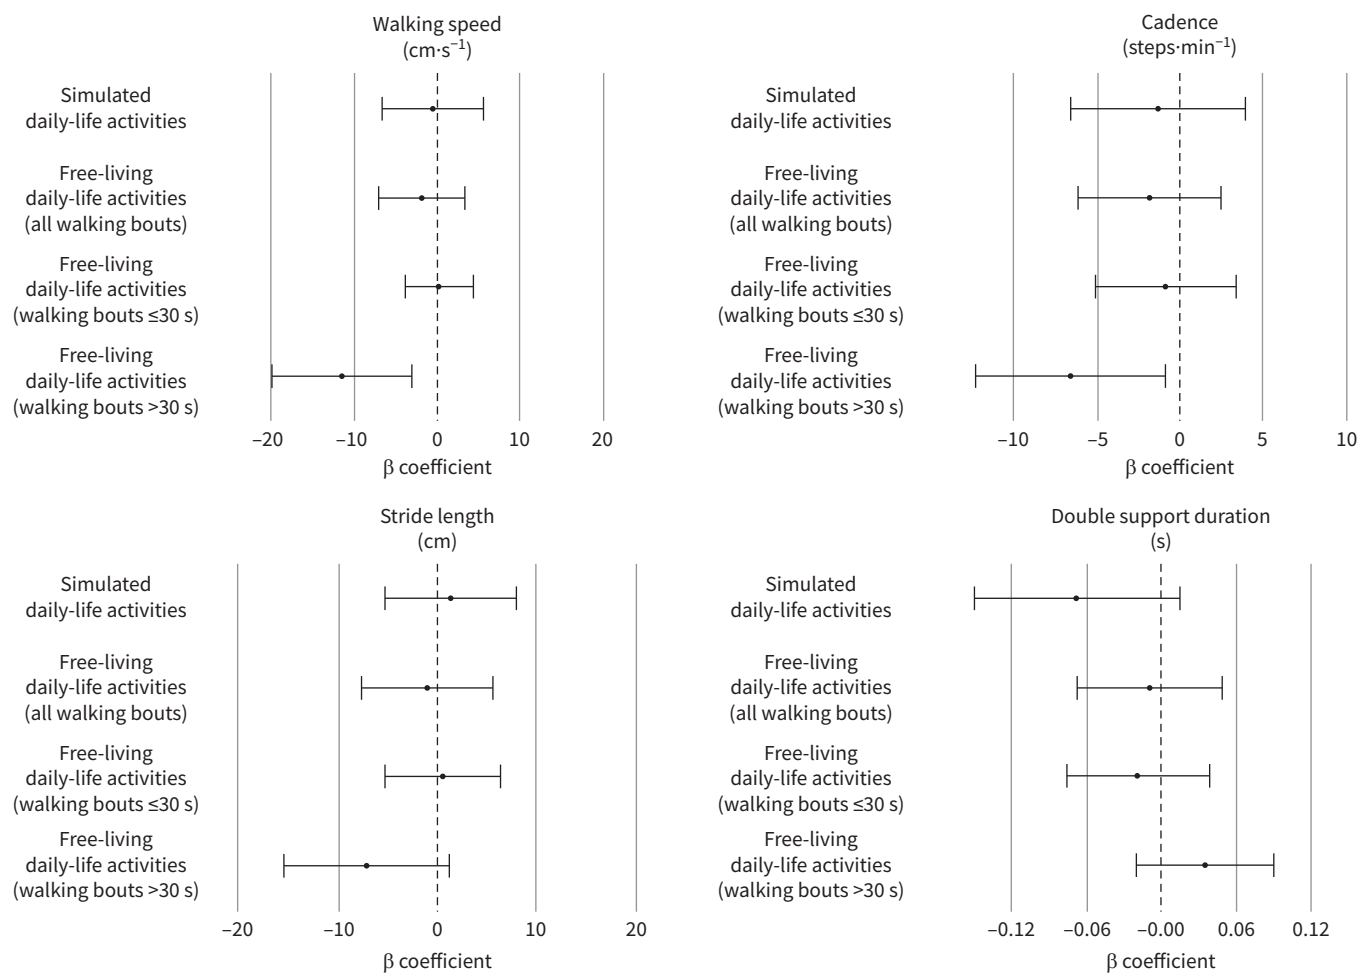 Walking speed
(cm·s⁻¹)
Simulated
daily-life activities
Free-living
daily-life activities
(all walking bouts)
Free-living
daily-life activities
(walking bouts ≤30 s)
Free-living
daily-life activities
(walking bouts >30 s)
–20 –10 0 10 20
β coefficient
Cadence
(steps·min⁻¹)
Simulated
daily-life activities
Free-living
daily-life activities
(all walking bouts)
Free-living
daily-life activities
(walking bouts ≤30 s)
Free-living
daily-life activities
(walking bouts >30 s)
–10 –5 0 5 10
β coefficient
Stride length
(cm)
Simulated
daily-life activities
Free-living
daily-life activities
(all walking bouts)
Free-living
daily-life activities
(walking bouts ≤30 s)
Free-living
daily-life activities
(walking bouts >30 s)
–20 –10 0 10 20
β coefficient
Double support duration
(s)
Simulated
daily-life activities
Free-living
daily-life activities
(all walking bouts)
Free-living
daily-life activities
(walking bouts ≤30 s)
Free-living
daily-life activities
(walking bouts >30 s)
–0.12 –0.06 –0.00 0.06 0.12
β coefficient